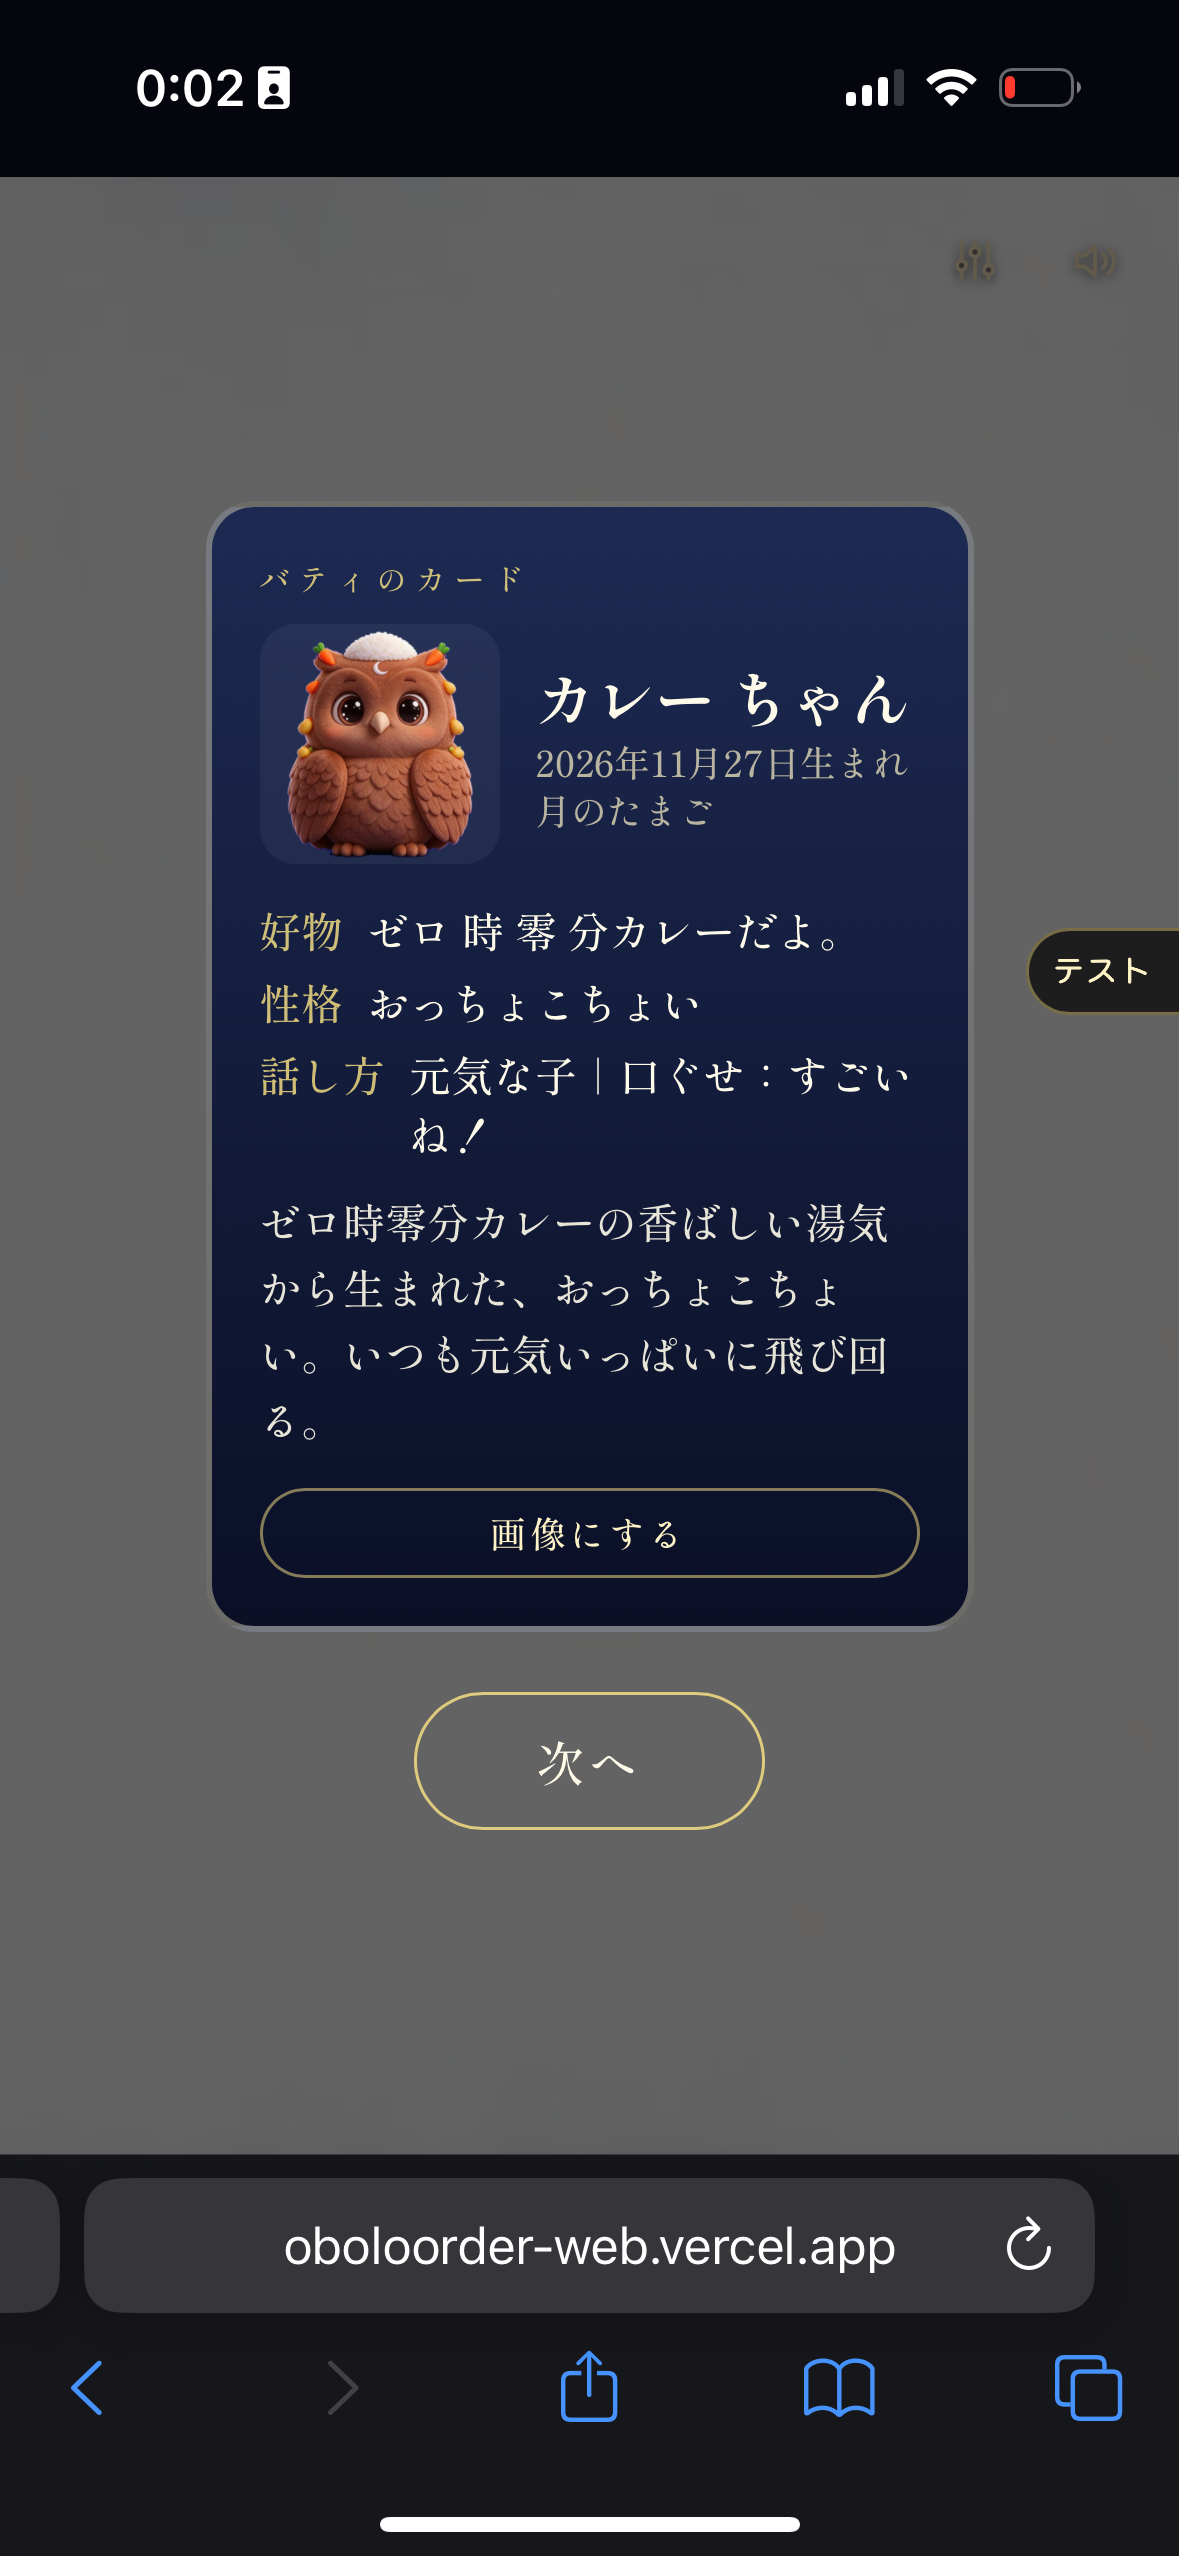 0:02
バティのカード
カレー ちゃん
2026年11月27日生まれ
月のたまご
好物 ゼロ 時 零 分カレーだよ。
性格 おっちょこちょい
テスト
話し方 元気な子｜口ぐせ：すごい
ね！
ゼロ時零分カレーの香ばしい湯気
から生まれた、おっちょこちょ
い。いつも元気いっぱいに飛び回
る。
画像にする
次へ
oboloorder-web.vercel.app